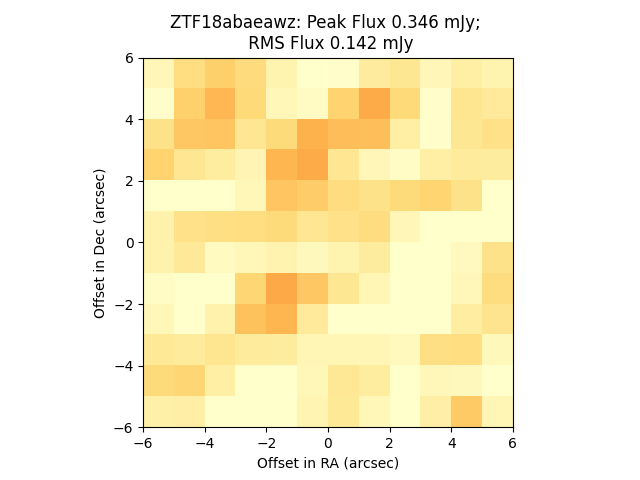 ZTF18abaeawz: Peak Flux 0.346 mJy;
RMS Flux 0.142 mJy
6
4
2
0
−2
−4
−6
Offset in Dec (arcsec)
−6 −4 −2 0 2 4 6
Offset in RA (arcsec)